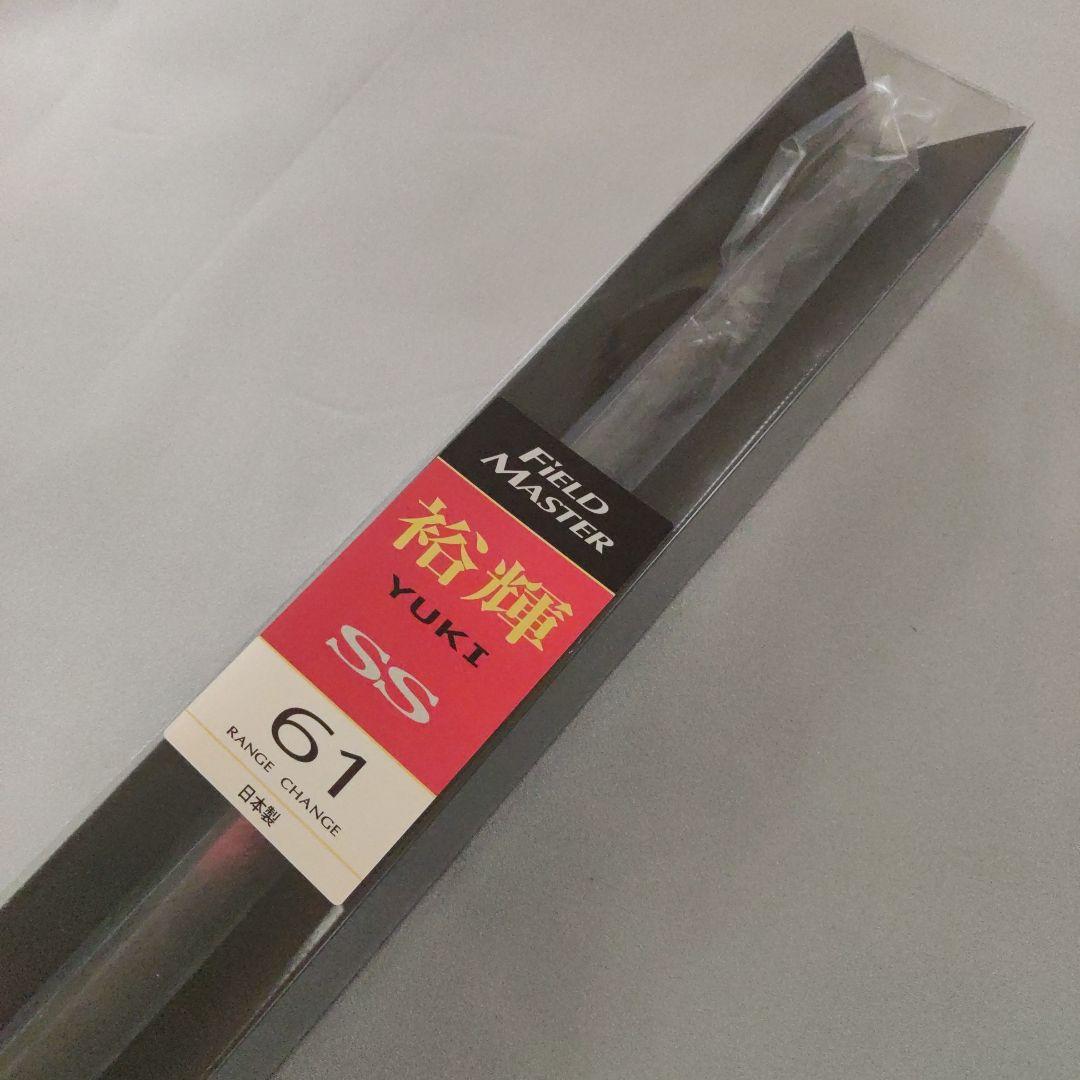 FIELD
MASTER
裕輝
YUKI
SS
61
RANGE CHANGE
日本製